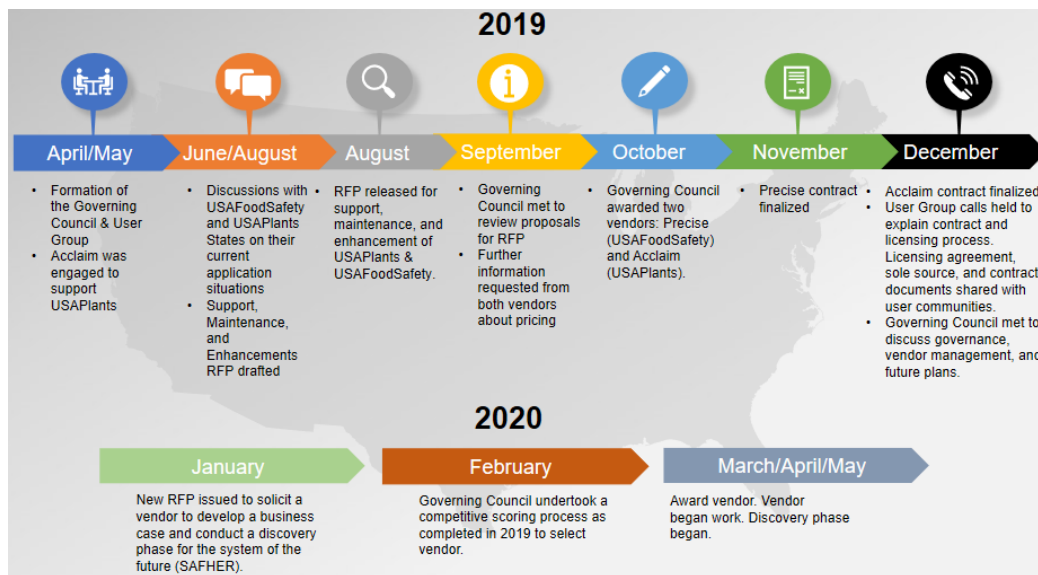 2019
April/May
June/August
August
September
October
November
December
• Formation of
the Governing
Council & User
Group
• Acclaim was
engaged to
support
USAPlants
• Discussions with
USAFoodSafety
and USAPlants
States on their
current
application
situations
• Support,
Maintenance,
and
Enhancements
RFP drafted
• RFP released for
support,
maintenance, and
enhancement of
USAPlants &
USAFoodSafety.
• Governing
Council met to
review proposals
for RFP
• Further
information
requested from
both vendors
about pricing
• Governing Council
awarded two
vendors: Precise
(USAFoodSafety)
and Acclaim
(USAPlants).
• Precise contract
finalized
• Acclaim contract finalized
• User Group calls held to
explain contract and
licensing process.
Licensing agreement,
sole source, and contract
documents shared with
user communities.
• Governing Council met to
discuss governance,
vendor management, and
future plans.
2020
January
February
March/April/May
New RFP issued to solicit a
vendor to develop a business
case and conduct a discovery
phase for the system of the
future (SAFHER).
Governing Council undertook a
competitive scoring process as
completed in 2019 to select
vendor.
Award vendor. Vendor
began work. Discovery phase
began.